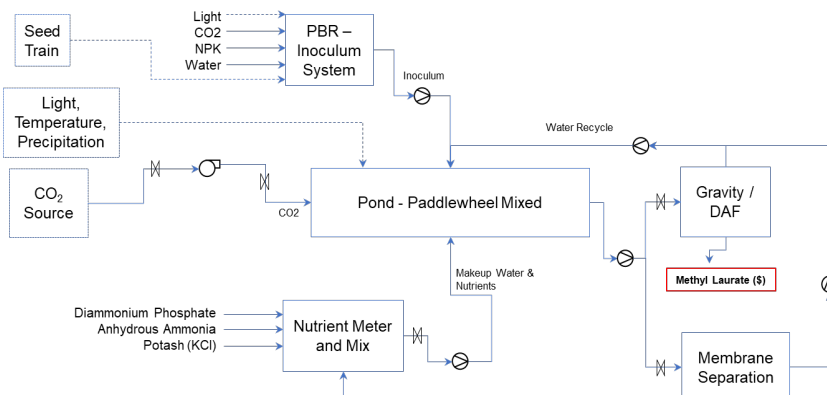 Light
CO2
NPK
Water
Seed
Train
PBR –
Inoculum
System
Inoculum
Light,
Temperature,
Precipitation
Water Recycle
CO2
Source
CO2
Pond - Paddlewheel Mixed
Gravity /
DAF
Methyl Laurate ($)
Makeup Water &
Nutrients
Diammonium Phosphate
Anhydrous Ammonia
Potash (KCl)
Nutrient Meter
and Mix
Membrane
Separation